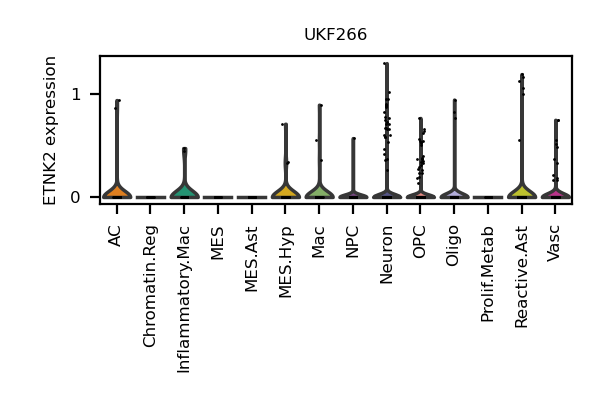 UKF266
ETNK2 expression
1
0
AC
Chromatin.Reg
Inflammatory.Mac
MES
MES.Ast
MES.Hyp
Mac
NPC
Neuron
OPC
Oligo
Prolif.Metab
Reactive.Ast
Vasc